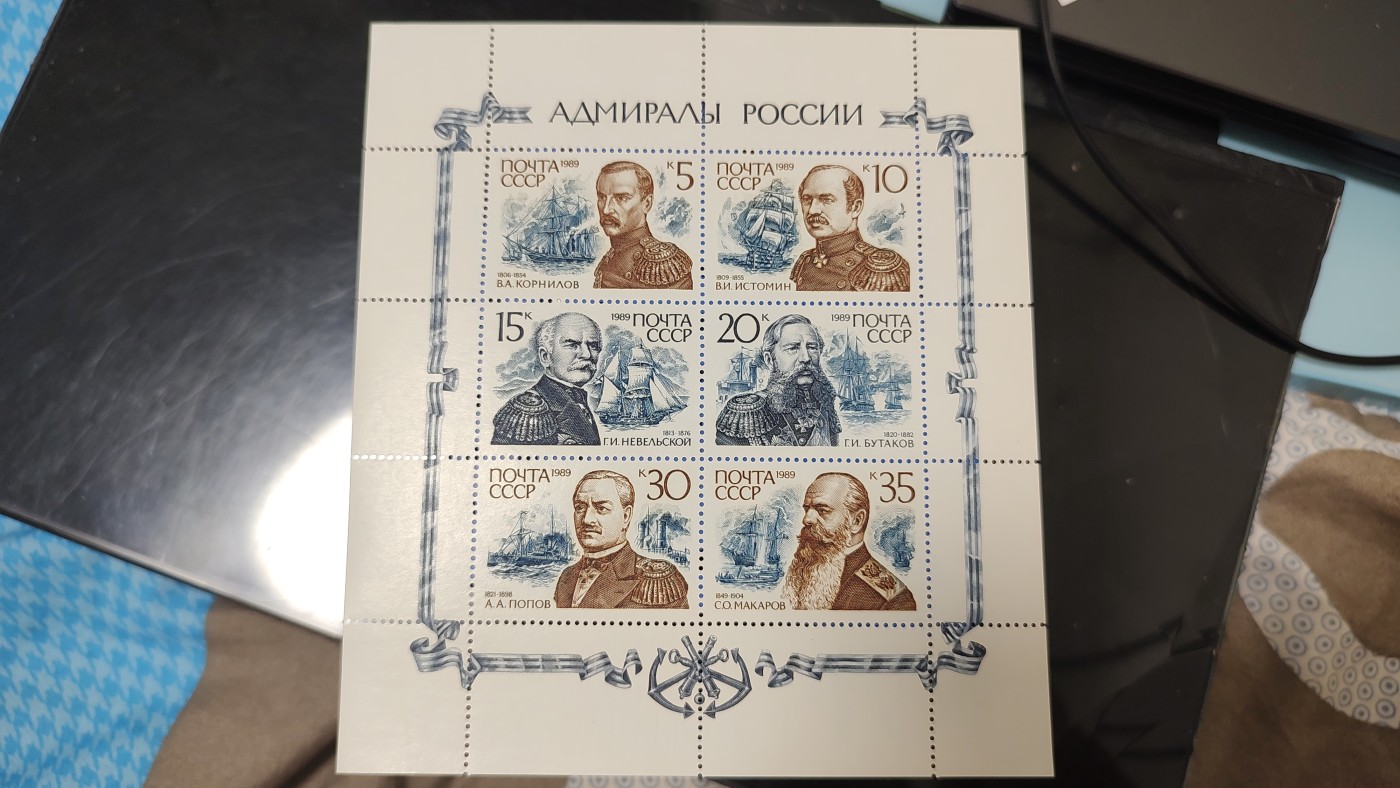 АДМИРАЛЫ РОССИИ
ПОЧТА 1989 К 5
СССР
1806-1854
В.А. КОРНИЛОВ
ПОЧТА 1989 К 10
СССР
1809-1855
В.И. ИСТОМИН
15 К 1989 ПОЧТА
СССР
1813-1876
Г.И. НЕВЕЛЬСКОЙ
20 К 1989 ПОЧТА
СССР
1820-1882
Г.И. БУТАКОВ
ПОЧТА 1989 К 30
СССР
1821-1898
А.А. ПОПОВ
ПОЧТА 1989 К 35
СССР
1849-1904
С.О. МАКАРОВ